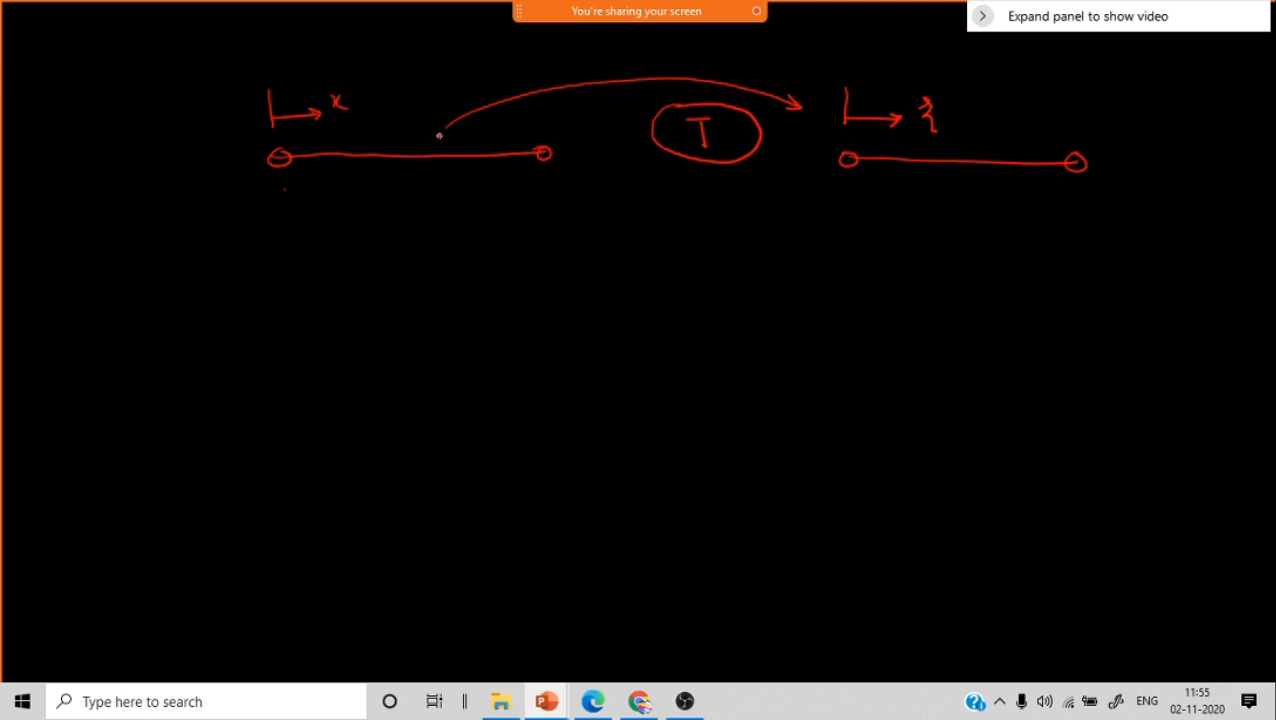 You're sharing your screen
Expand panel to show video
x
ξ
T
Type here to search
ENG
11:55
02-11-2020